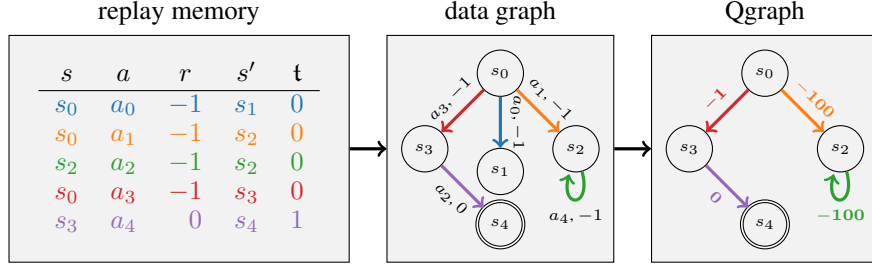 replay memory
s a r s′ 𝔱
s₀ a₀ −1 s₁ 0
s₀ a₁ −1 s₂ 0
s₂ a₂ −1 s₂ 0
s₀ a₃ −1 s₃ 0
s₃ a₄ 0 s₄ 1
data graph
s₀
a₃, −1
a₀, −1
a₁, −1
s₃
s₁
s₂
a₂, 0
a₄, −1
s₄
Qgraph
s₀
−1
−100
s₃
s₂
0
−100
s₄